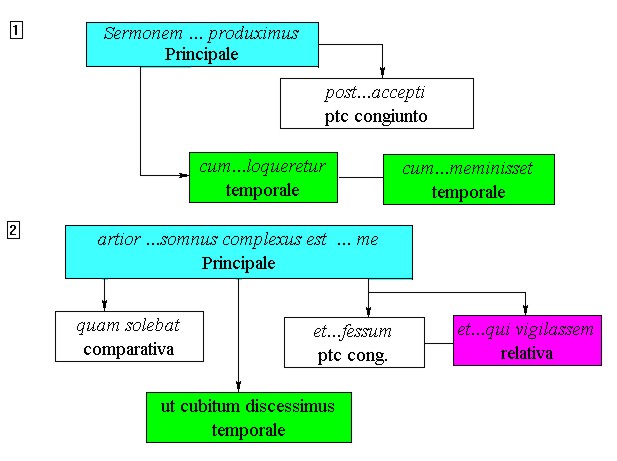 1
Sermonem ... produximus
Principale
post...accepti
ptc congiunto
cum...loqueretur
temporale
cum...meminisset
temporale
2
artior ...somnus complexus est ... me
Principale
quam solebat
comparativa
et...fessum
ptc cong.
et...qui vigilassem
relativa
ut cubitum discessimus
temporale